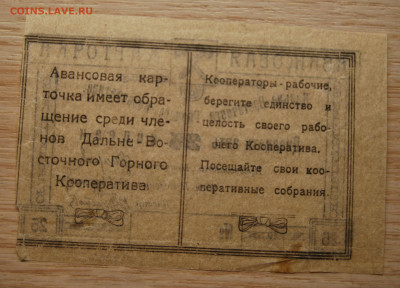 COINS.LAVE.RU
Авансовая кар-
точка имеет обра-
щение среди чле-
нов Дальне-Во-
сточного Горного
Кооператива
Кооператоры-рабочие,
берегите единство и
целость своего рабо-
чего Кооператива.
Посещайте свои коо-
перативные собрания.